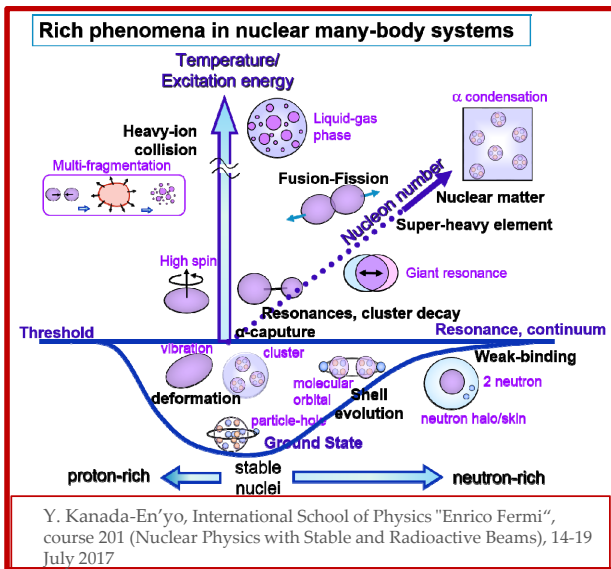 Rich phenomena in nuclear many-body systems
Temperature/
Excitation energy
α condensation
Liquid-gas
phase
Heavy-ion
collision
Multi-fragmentation
Fusion-Fission
Nucleon number
Nuclear matter
Super-heavy element
High spin
Giant resonance
Resonances, cluster decay
α-caputure
Threshold
Resonance, continuum
vibration
cluster
Weak-binding
deformation
molecular
orbital
Shell
evolution
2 neutron
neutron halo/skin
particle-hole
Ground State
stable
nuclei
proton-rich
neutron-rich
Y. Kanada-En’yo, International School of Physics "Enrico Fermi“,
course 201 (Nuclear Physics with Stable and Radioactive Beams), 14-19
July 2017